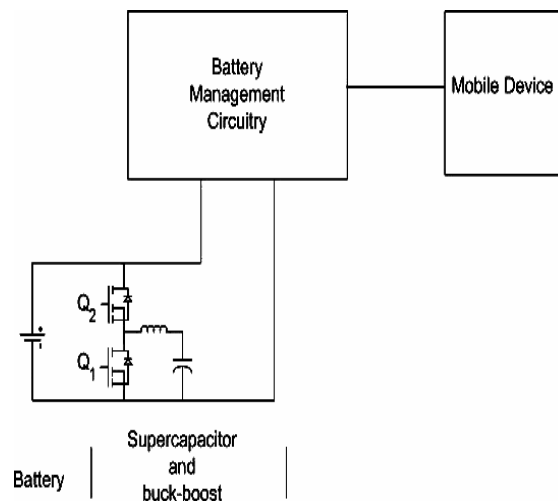 Battery
Management
Circuitry
Mobile Device
Q2
Q1
Supercapacitor
and
buck-boost
Battery